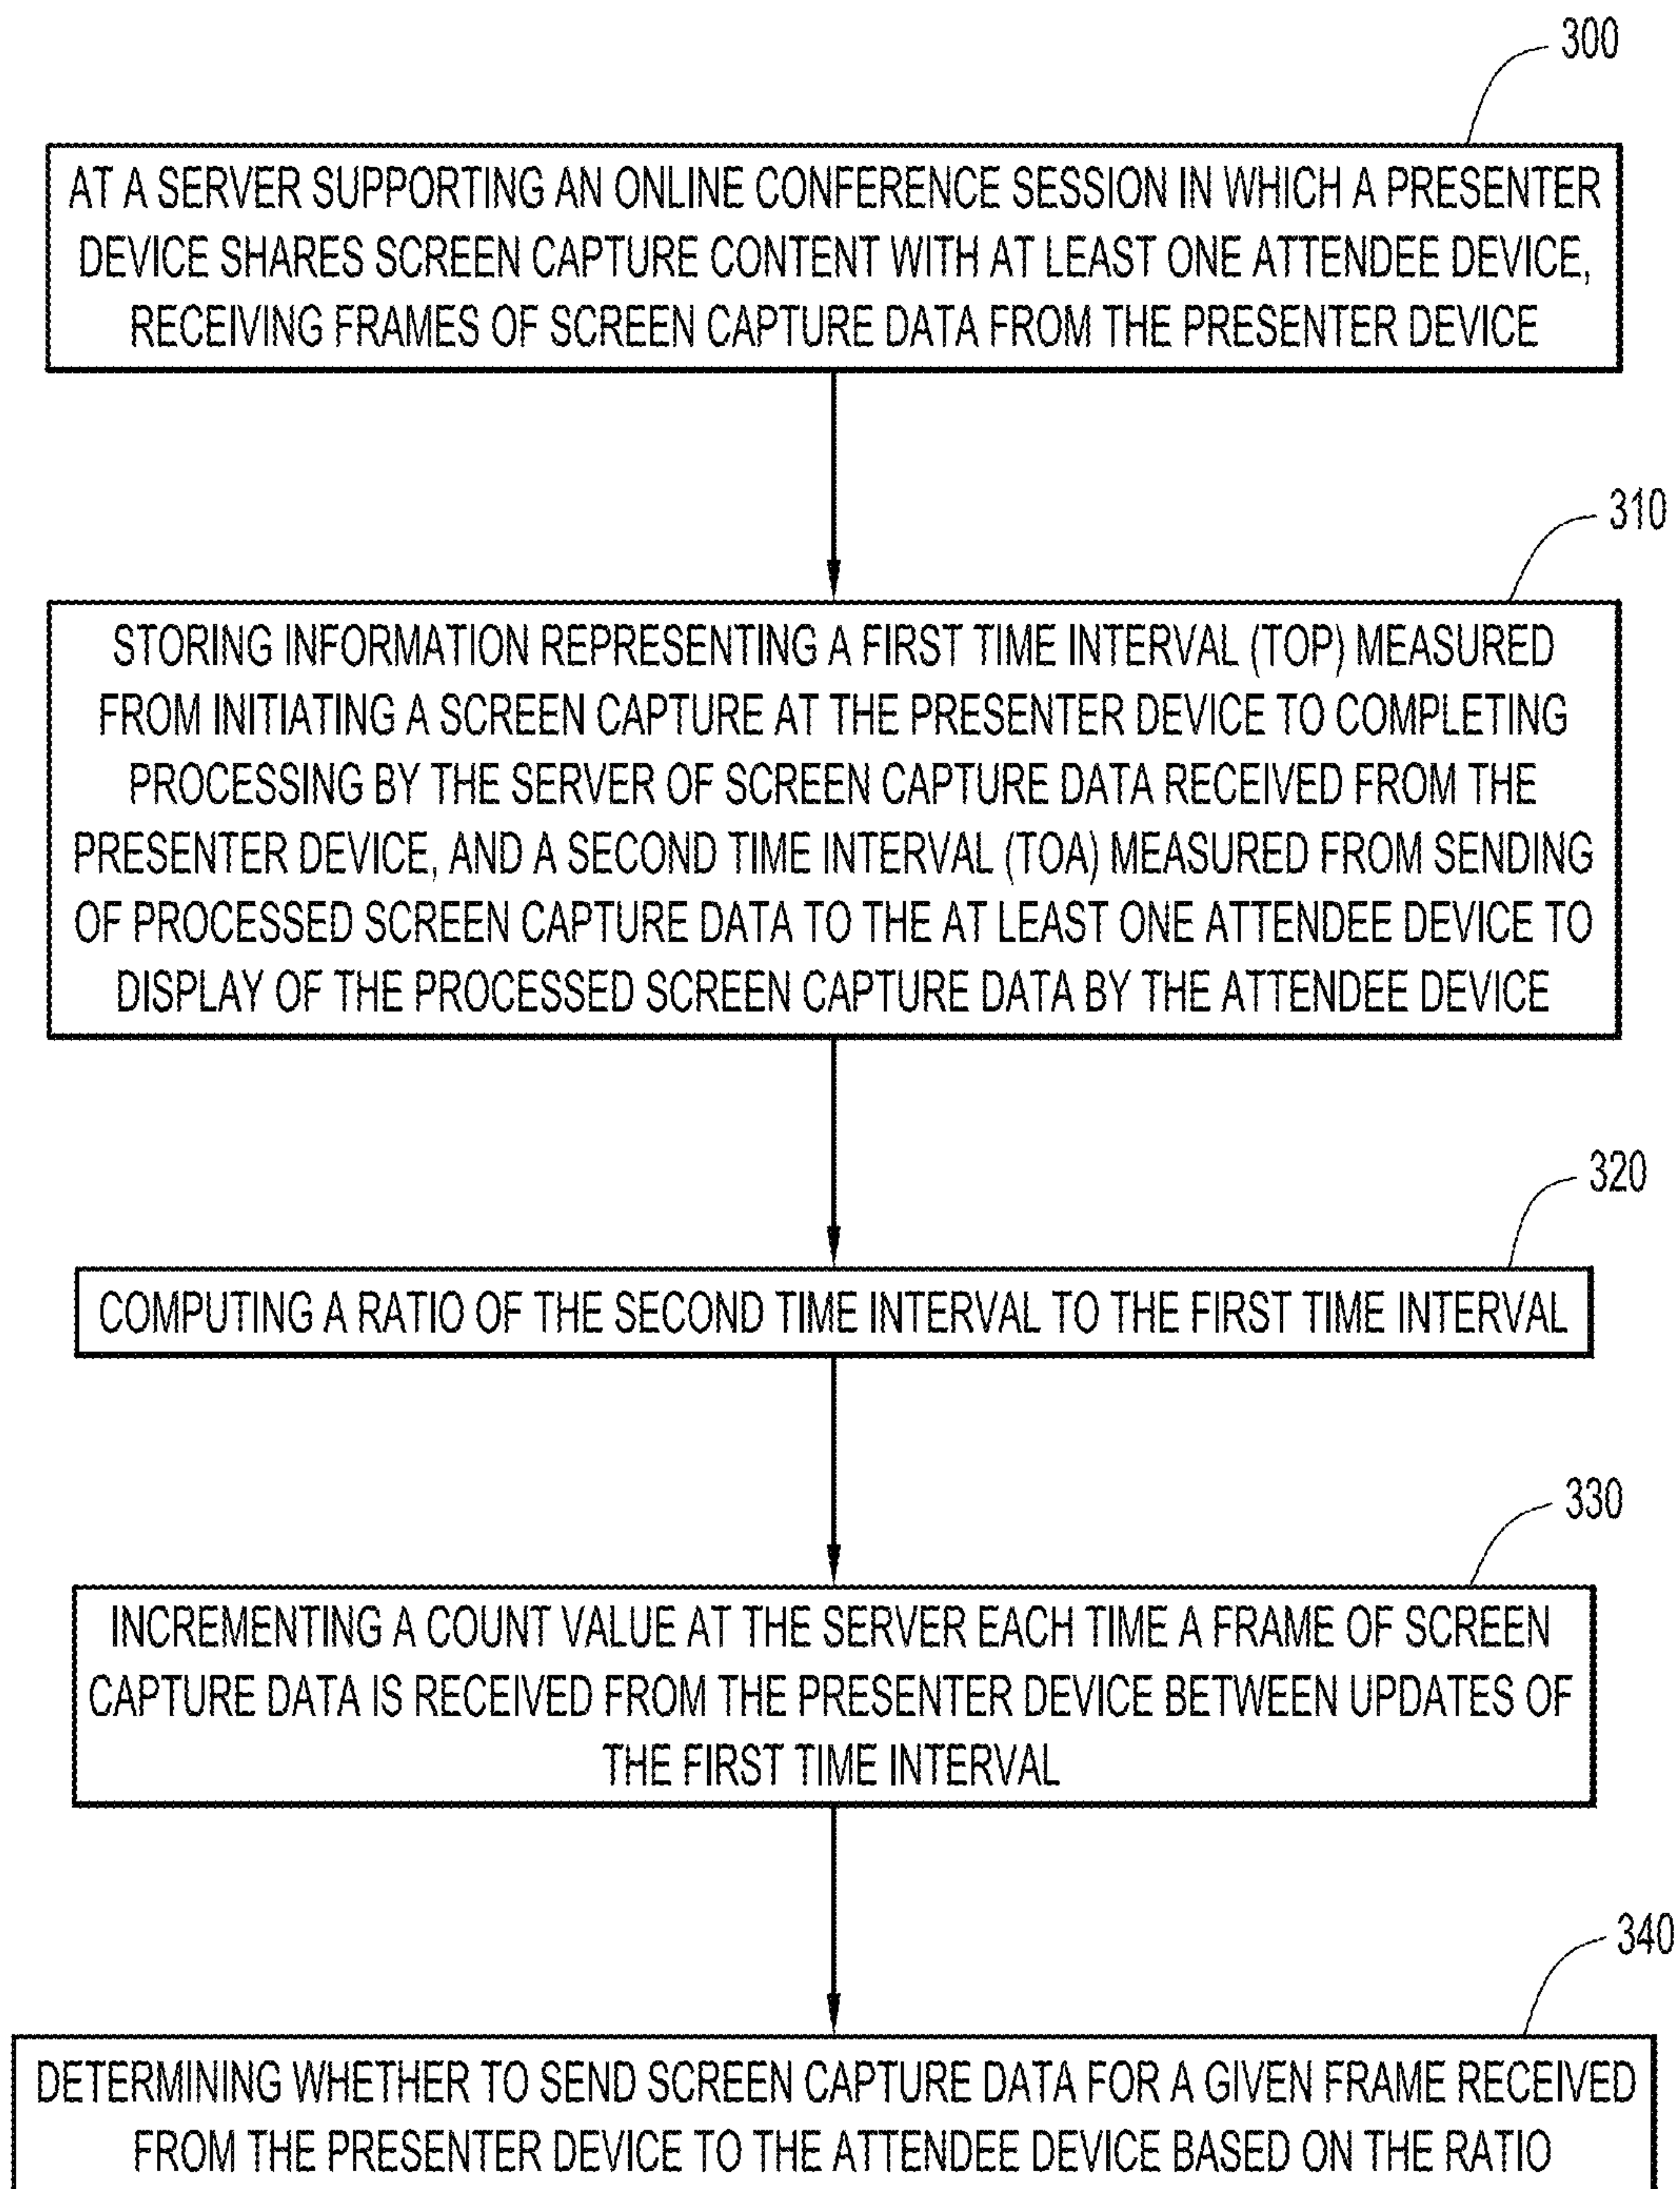 300
AT A SERVER SUPPORTING AN ONLINE CONFERENCE SESSION IN WHICH A PRESENTER
DEVICE SHARES SCREEN CAPTURE CONTENT WITH AT LEAST ONE ATTENDEE DEVICE,
RECEIVING FRAMES OF SCREEN CAPTURE DATA FROM THE PRESENTER DEVICE
310
STORING INFORMATION REPRESENTING A FIRST TIME INTERVAL (TOP) MEASURED
FROM INITIATING A SCREEN CAPTURE AT THE PRESENTER DEVICE TO COMPLETING
PROCESSING BY THE SERVER OF SCREEN CAPTURE DATA RECEIVED FROM THE
PRESENTER DEVICE, AND A SECOND TIME INTERVAL (TOA) MEASURED FROM SENDING
OF PROCESSED SCREEN CAPTURE DATA TO THE AT LEAST ONE ATTENDEE DEVICE TO
DISPLAY OF THE PROCESSED SCREEN CAPTURE DATA BY THE ATTENDEE DEVICE
320
COMPUTING A RATIO OF THE SECOND TIME INTERVAL TO THE FIRST TIME INTERVAL
330
INCREMENTING A COUNT VALUE AT THE SERVER EACH TIME A FRAME OF SCREEN
CAPTURE DATA IS RECEIVED FROM THE PRESENTER DEVICE BETWEEN UPDATES OF
THE FIRST TIME INTERVAL
340
DETERMINING WHETHER TO SEND SCREEN CAPTURE DATA FOR A GIVEN FRAME RECEIVED
FROM THE PRESENTER DEVICE TO THE ATTENDEE DEVICE BASED ON THE RATIO